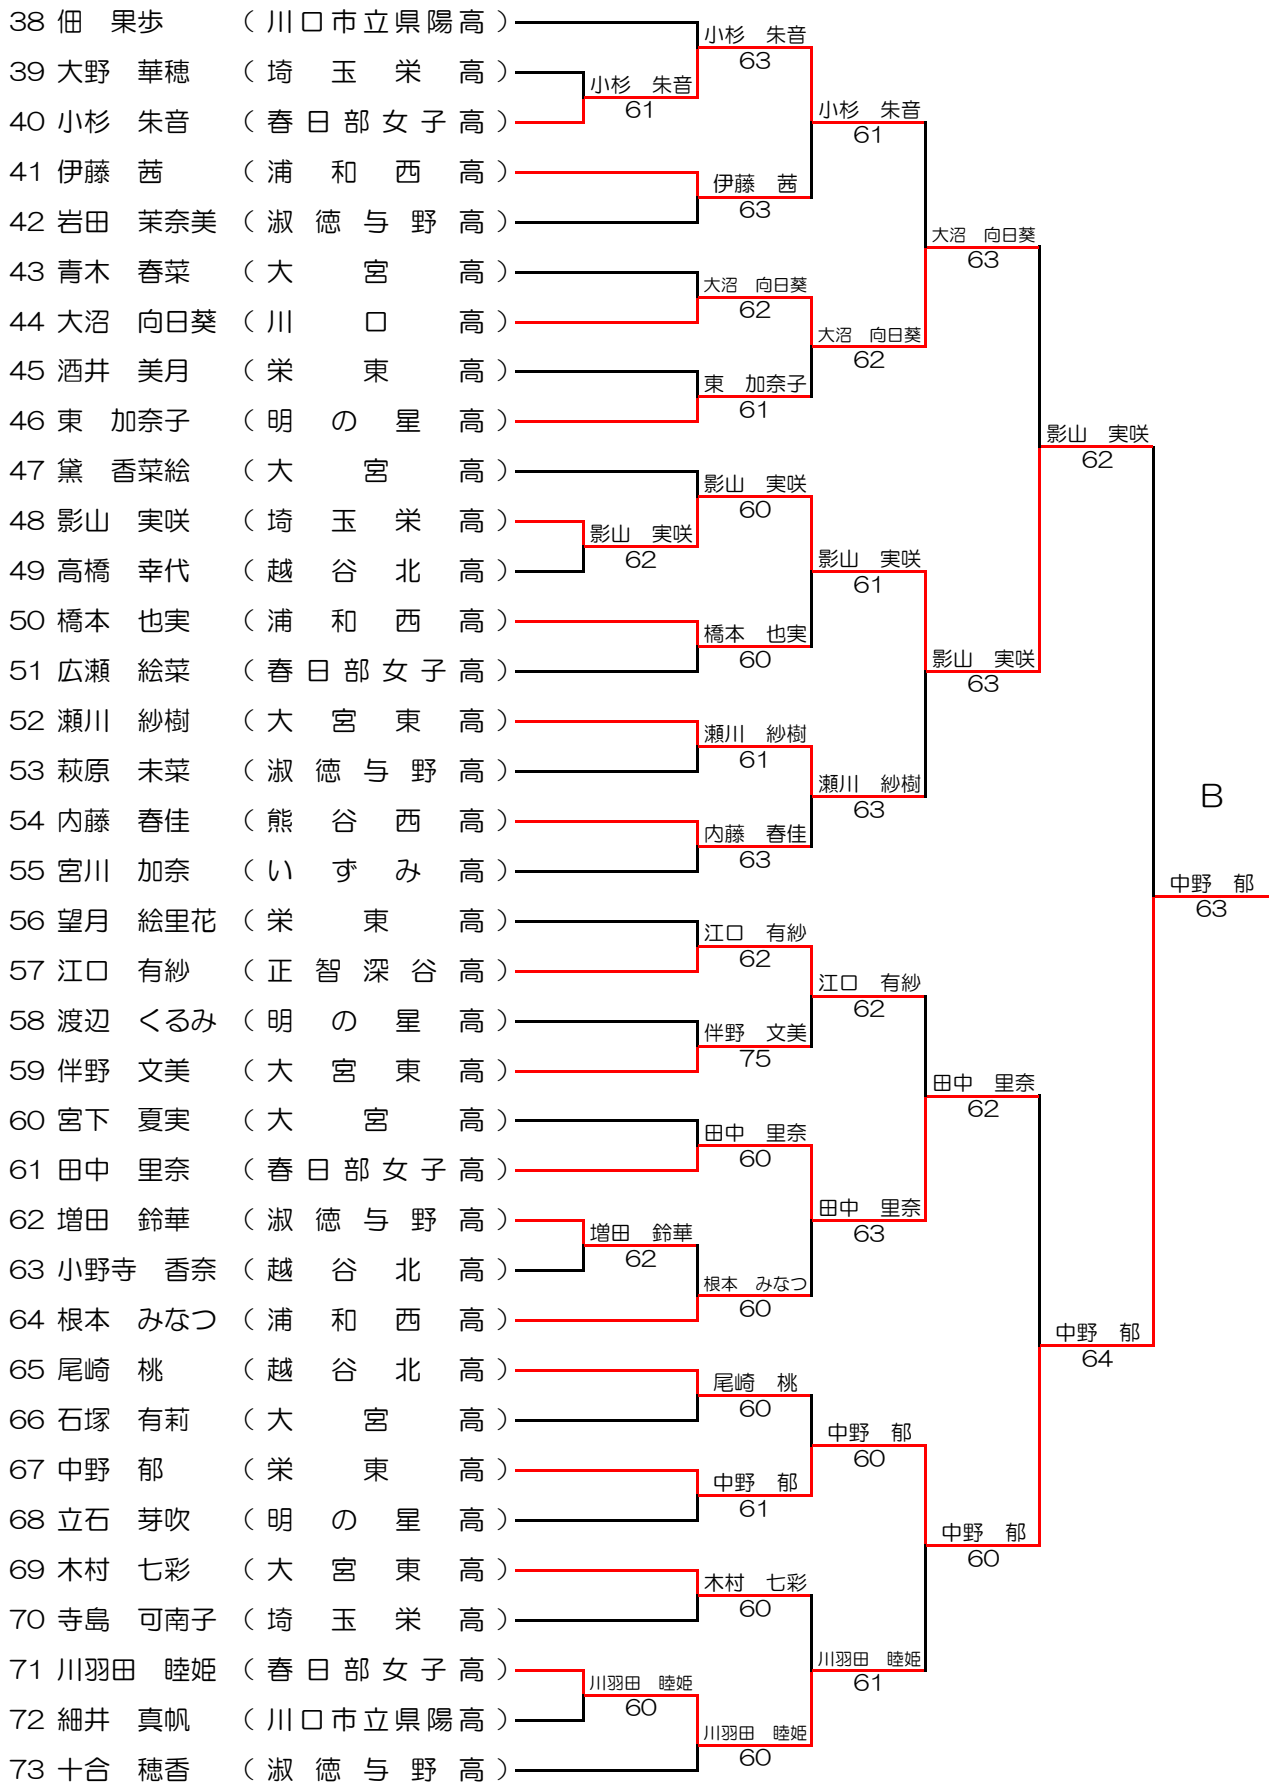 38 佃　果歩　（川口市立県陽高）
39 大野　華穂　（埼玉栄高）
40 小杉　朱音　（春日部女子高）
41 伊藤　茜　（浦和西高）
42 岩田　茉奈美　（淑徳与野高）
43 青木　春菜　（大宮高）
44 大沼　向日葵　（川口高）
45 酒井　美月　（栄東高）
46 東　加奈子　（明の星高）
47 黛　香菜絵　（大宮高）
48 影山　実咲　（埼玉栄高）
49 高橋　幸代　（越谷北高）
50 橋本　也実　（浦和西高）
51 広瀬　絵菜　（春日部女子高）
52 瀬川　紗樹　（大宮東高）
53 萩原　未菜　（淑徳与野高）
54 内藤　春佳　（熊谷西高）
55 宮川　加奈　（いずみ高）
56 望月　絵里花　（栄東高）
57 江口　有紗　（正智深谷高）
58 渡辺　くるみ　（明の星高）
59 伴野　文美　（大宮東高）
60 宮下　夏実　（大宮高）
61 田中　里奈　（春日部女子高）
62 増田　鈴華　（淑徳与野高）
63 小野寺　香奈　（越谷北高）
64 根本　みなつ　（浦和西高）
65 尾崎　桃　（越谷北高）
66 石塚　有莉　（大宮高）
67 中野　郁　（栄東高）
68 立石　芽吹　（明の星高）
69 木村　七彩　（大宮東高）
70 寺島　可南子　（埼玉栄高）
71 川羽田　睦姫　（春日部女子高）
72 細井　真帆　（川口市立県陽高）
73 十合　穂香　（淑徳与野高）
小杉　朱音
61
影山　実咲
62
増田　鈴華
62
川羽田　睦姫
60
小杉　朱音
63
伊藤　茜
63
大沼　向日葵
62
東　加奈子
61
影山　実咲
60
橋本　也実
60
瀬川　紗樹
61
内藤　春佳
63
江口　有紗
62
伴野　文美
75
田中　里奈
60
根本　みなつ
60
尾崎　桃
60
中野　郁
61
木村　七彩
60
川羽田　睦姫
60
小杉　朱音
61
大沼　向日葵
62
影山　実咲
61
瀬川　紗樹
63
江口　有紗
62
田中　里奈
63
中野　郁
60
川羽田　睦姫
61
大沼　向日葵
63
影山　実咲
63
田中　里奈
62
中野　郁
60
影山　実咲
62
中野　郁
64
B
中野　郁
63